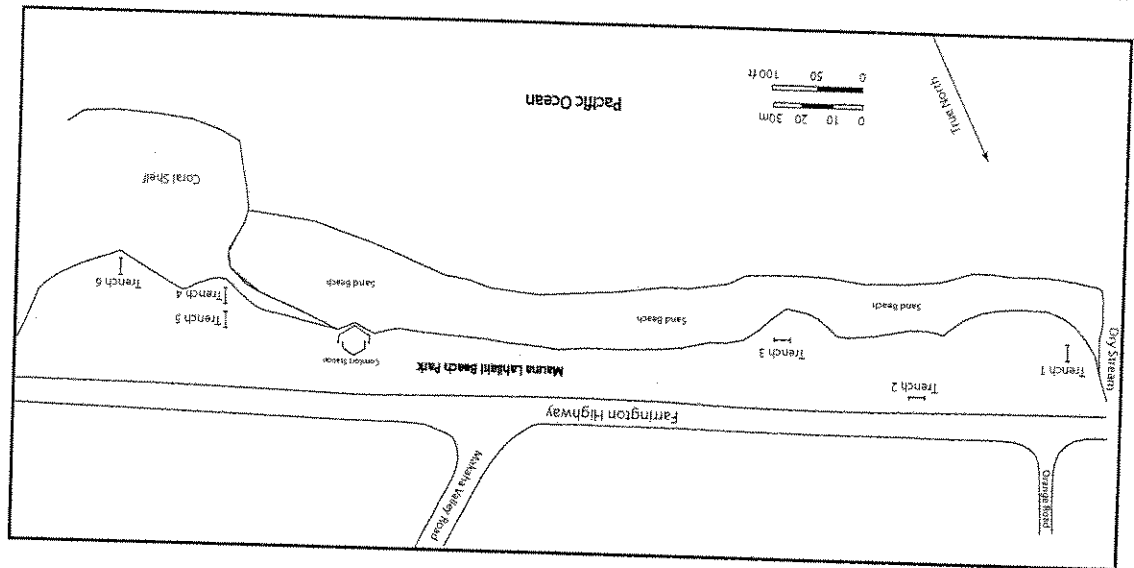 Orange Road
Makaha Valley Road
Farrington Highway
Trench 2
Mauna Lahilahi Beach Park
Comfort Station
Dry Stream
Trench 1
Trench 3
Trench 5
Trench 4
Trench 6
Sand Beach
Sand Beach
Sand Beach
Coral Shelf
True North
0 10 20 30m
0 50 100 ft
Pacific Ocean